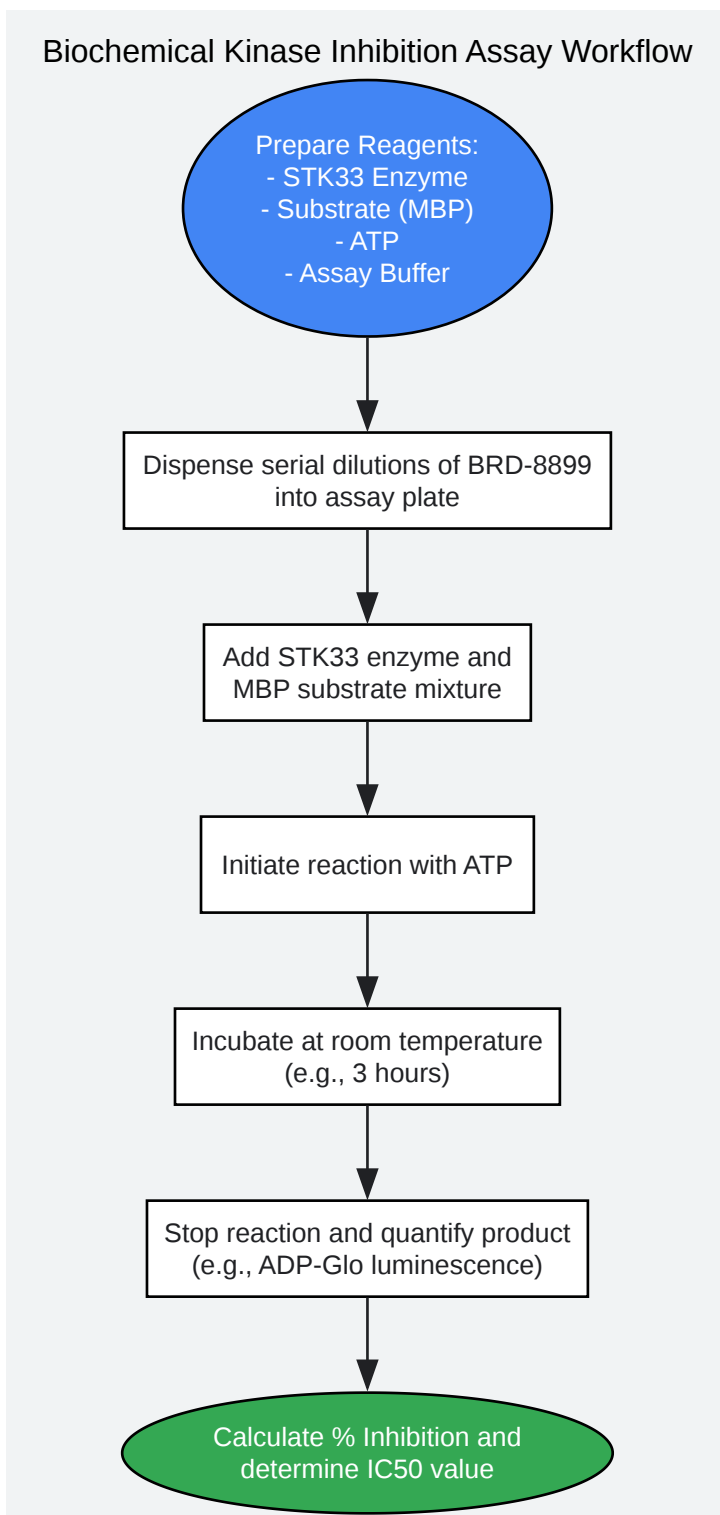 Biochemical Kinase Inhibition Assay Workflow
Prepare Reagents:
- STK33 Enzyme
- Substrate (MBP)
- ATP
- Assay Buffer
Dispense serial dilutions of BRD-8899
into assay plate
Add STK33 enzyme and
MBP substrate mixture
Initiate reaction with ATP
Incubate at room temperature
(e.g., 3 hours)
Stop reaction and quantify product
(e.g., ADP-Glo luminescence)
Calculate % Inhibition and
determine IC50 value